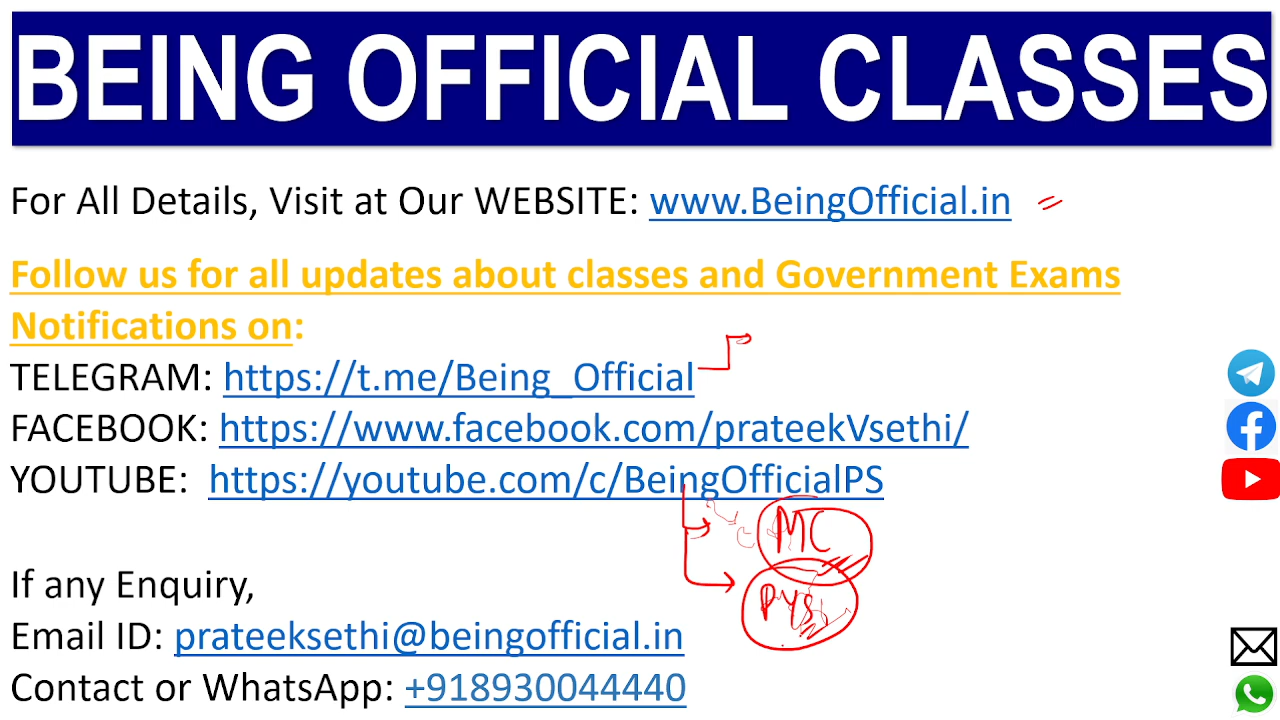 BEING OFFICIAL CLASSES
For All Details, Visit at Our WEBSITE: www.BeingOfficial.in
Follow us for all updates about classes and Government Exams
Notifications on:
TELEGRAM: https://t.me/Being_Official
FACEBOOK: https://www.facebook.com/prateekVsethi/
YOUTUBE: https://youtube.com/c/BeingOfficialPS
MC
If any Enquiry,
PYS
Email ID: prateeksethi@beingofficial.in
Contact or WhatsApp: +918930044440